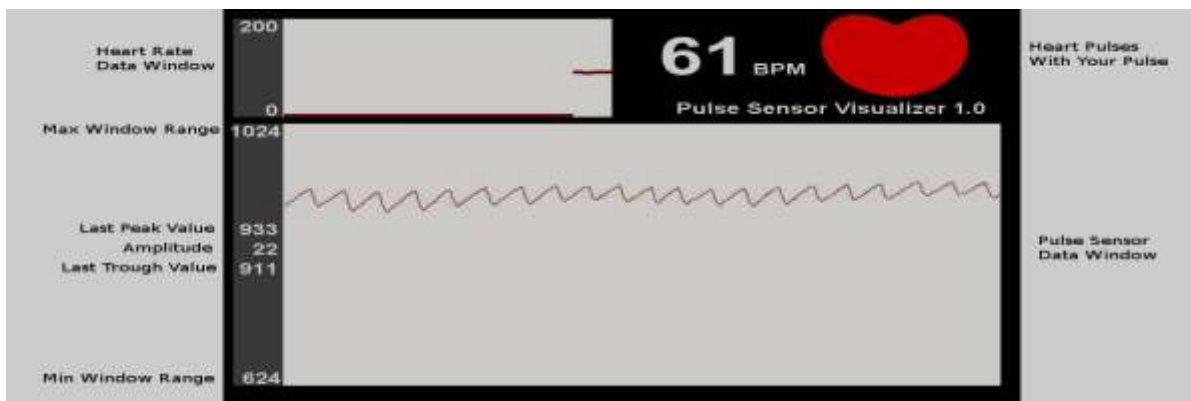 Heart Rate
Data Window
200
0
61 BPM
Heart Pulses
With Your Pulse
Pulse Sensor Visualizer 1.0
Max Window Range
1024
Last Peak Value
933
Amplitude
22
Last Trough Value
911
Pulse Sensor
Data Window
Min Window Range
624